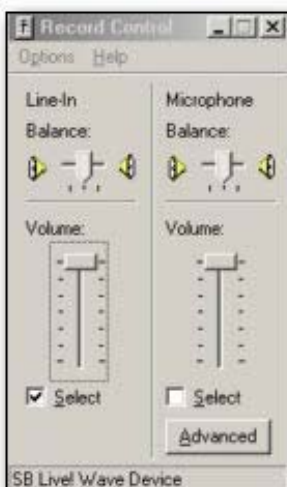 Record Control
Options Help
Line-In
Balance:
Volume:
Select
Microphone
Balance:
Volume:
Select
Advanced
SB Live! Wave Device